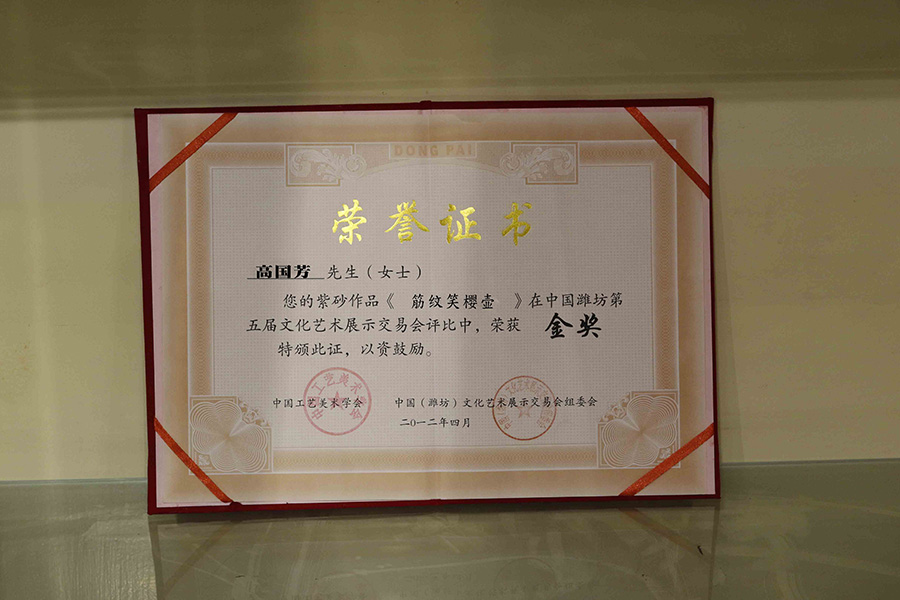 DONG PAI
荣誉证书
高国芳 先生（女士）
您的紫砂作品《 筋纹笑樱壶 》在中国潍坊第
五届文化艺术展示交易会评比中，荣获 金奖
特颁此证，以资鼓励。
中国工艺美术学会 中国（潍坊）文化艺术展示交易会组委会
二〇一二年四月